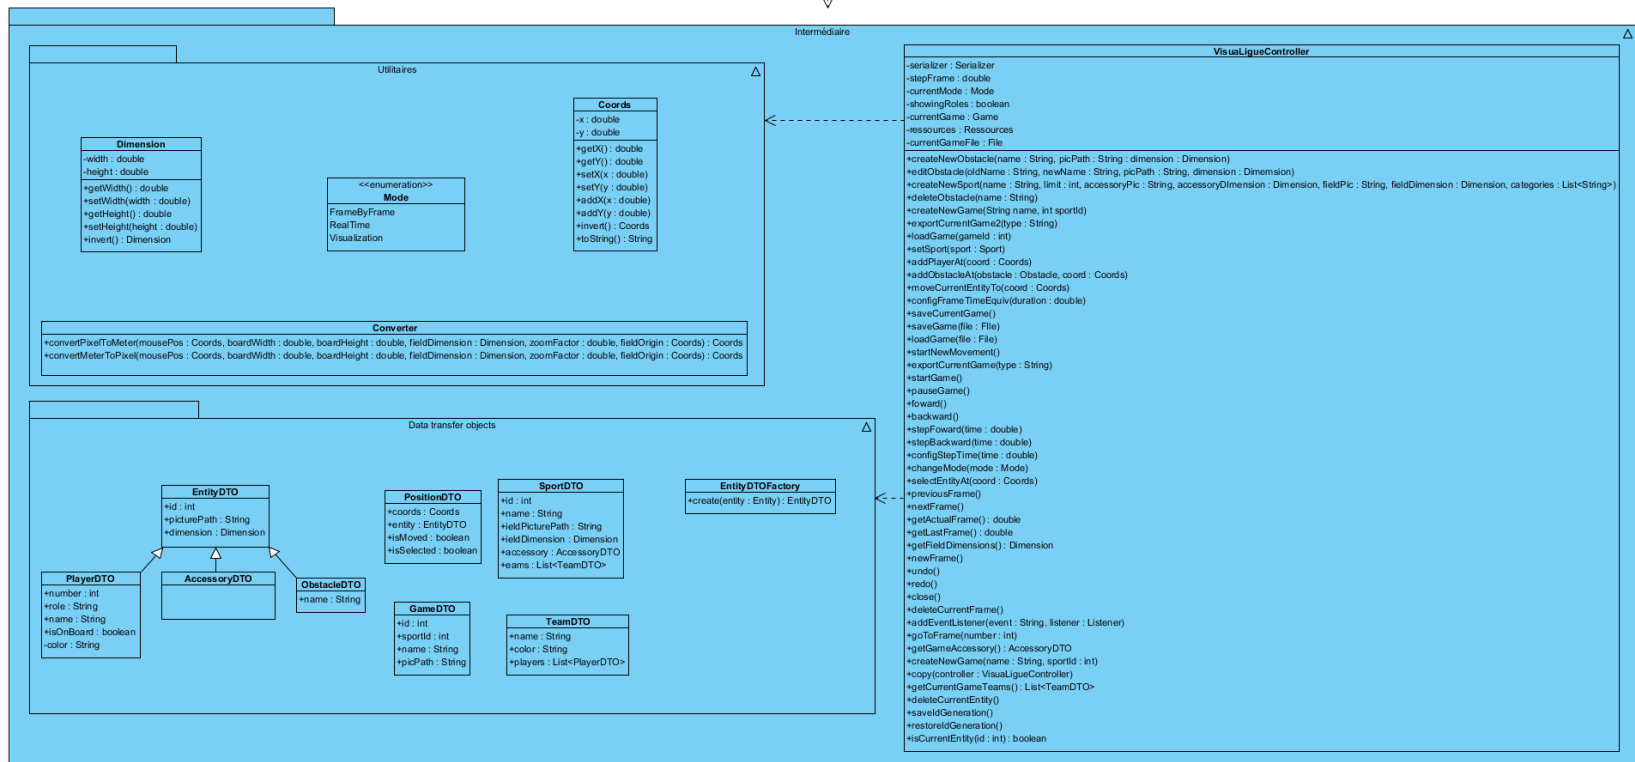 Intermédiaire
Utilitaires
Dimension
-width : double
-height : double
+getWidth() : double
+setWidth(width : double)
+getHeight() : double
+setHeight(height : double)
+invert() : Dimension
<<enumeration>>
Mode
FrameByFrame
RealTime
Visualization
Coords
-x : double
-y : double
+getX() : double
+getY() : double
+setX(x : double)
+setY(y : double)
+addX(x : double)
+addY(y : double)
+invert() : Coords
+toString() : String
Converter
+convertPixelToMeter(mousePos : Coords, boardWidth : double, boardHeight : double, fieldDimension : Dimension, zoomFactor : double, fieldOrigin : Coords) : Coords
+convertMeterToPixel(mousePos : Coords, boardWidth : double, boardHeight : double, fieldDimension : Dimension, zoomFactor : double, fieldOrigin : Coords) : Coords
Data transfer objects
EntityDTO
+id : int
+picturePath : String
+dimension : Dimension
PlayerDTO
+number : int
+role : String
+name : String
+isOnBoard : boolean
-color : String
AccessoryDTO
ObstacleDTO
+name : String
PositionDTO
+coords : Coords
+entity : EntityDTO
+isMoved : boolean
+isSelected : boolean
GameDTO
+id : int
+sportId : int
+name : String
+picPath : String
SportDTO
+id : int
+name : String
+ieldPicturePath : String
+ieldDimension : Dimension
+accessory : AccessoryDTO
+eams : List<TeamDTO>
TeamDTO
+name : String
+color : String
+players : List<PlayerDTO>
EntityDTOFactory
+create(entity : Entity) : EntityDTO
VisuaLigueController
-serializer : Serializer
-stepFrame : double
-currentMode : Mode
-showingRoles : boolean
-currentGame : Game
-ressources : Ressources
-currentGameFile : File
+createNewObstacle(name : String, picPath : String : dimension : Dimension)
+editObstacle(oldName : String, newName : String, picPath : String, dimension : Dimemsion)
+createNewSport(name : String, limit : int, accessoryPic : String, accessoryDImension : Dimension, fieldPic : String, fieldDimension : Dimension, categories : List<String>)
+deleteObstacle(name : String)
+createNewGame(String name, int sportId)
+exportCurrentGame2(type : String)
+loadGame(gameId : int)
+setSport(sport : Sport)
+addPlayerAt(coord : Coords)
+addObstacleAt(obstacle : Obstacle, coord : Coords)
+moveCurrentEntityTo(coord : Coords)
+configFrameTimeEquiv(duration : double)
+saveCurrentGame()
+saveGame(file : FIle)
+loadGame(file : File)
+startNewMovement()
+exportCurrentGame(type : String)
+startGame()
+pauseGame()
+foward()
+backward()
+stepFoward(time : double)
+stepBackward(time : double)
+configStepTime(time : double)
+changeMode(mode : Mode)
+selectEntityAt(coord : Coords)
+previousFrame()
+nextFrame()
+getActualFrame() : double
+getLastFrame() : double
+getFieldDimensions() : Dimension
+newFrame()
+undo()
+redo()
+close()
+deleteCurrentFrame()
+addEventListener(event : String, listener : Listener)
+goToFrame(number : int)
+getGameAccessory() : AccessoryDTO
+createNewGame(name : String, sportId : int)
+copy(controller : VisuaLigueController)
+getCurrentGameTeams() : List<TeamDTO>
+deleteCurrentEntity()
+saveIdGeneration()
+restoreIdGeneration()
+isCurrentEntity(id : int) : boolean